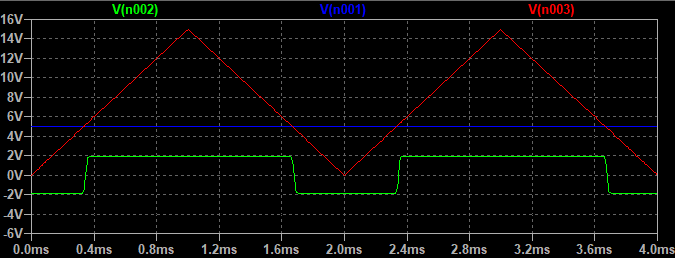 V(n002) V(n001) V(n003)
16V
14V
12V
10V
8V
6V
4V
2V
0V
-2V
-4V
-6V
0.0ms 0.4ms 0.8ms 1.2ms 1.6ms 2.0ms 2.4ms 2.8ms 3.2ms 3.6ms 4.0ms